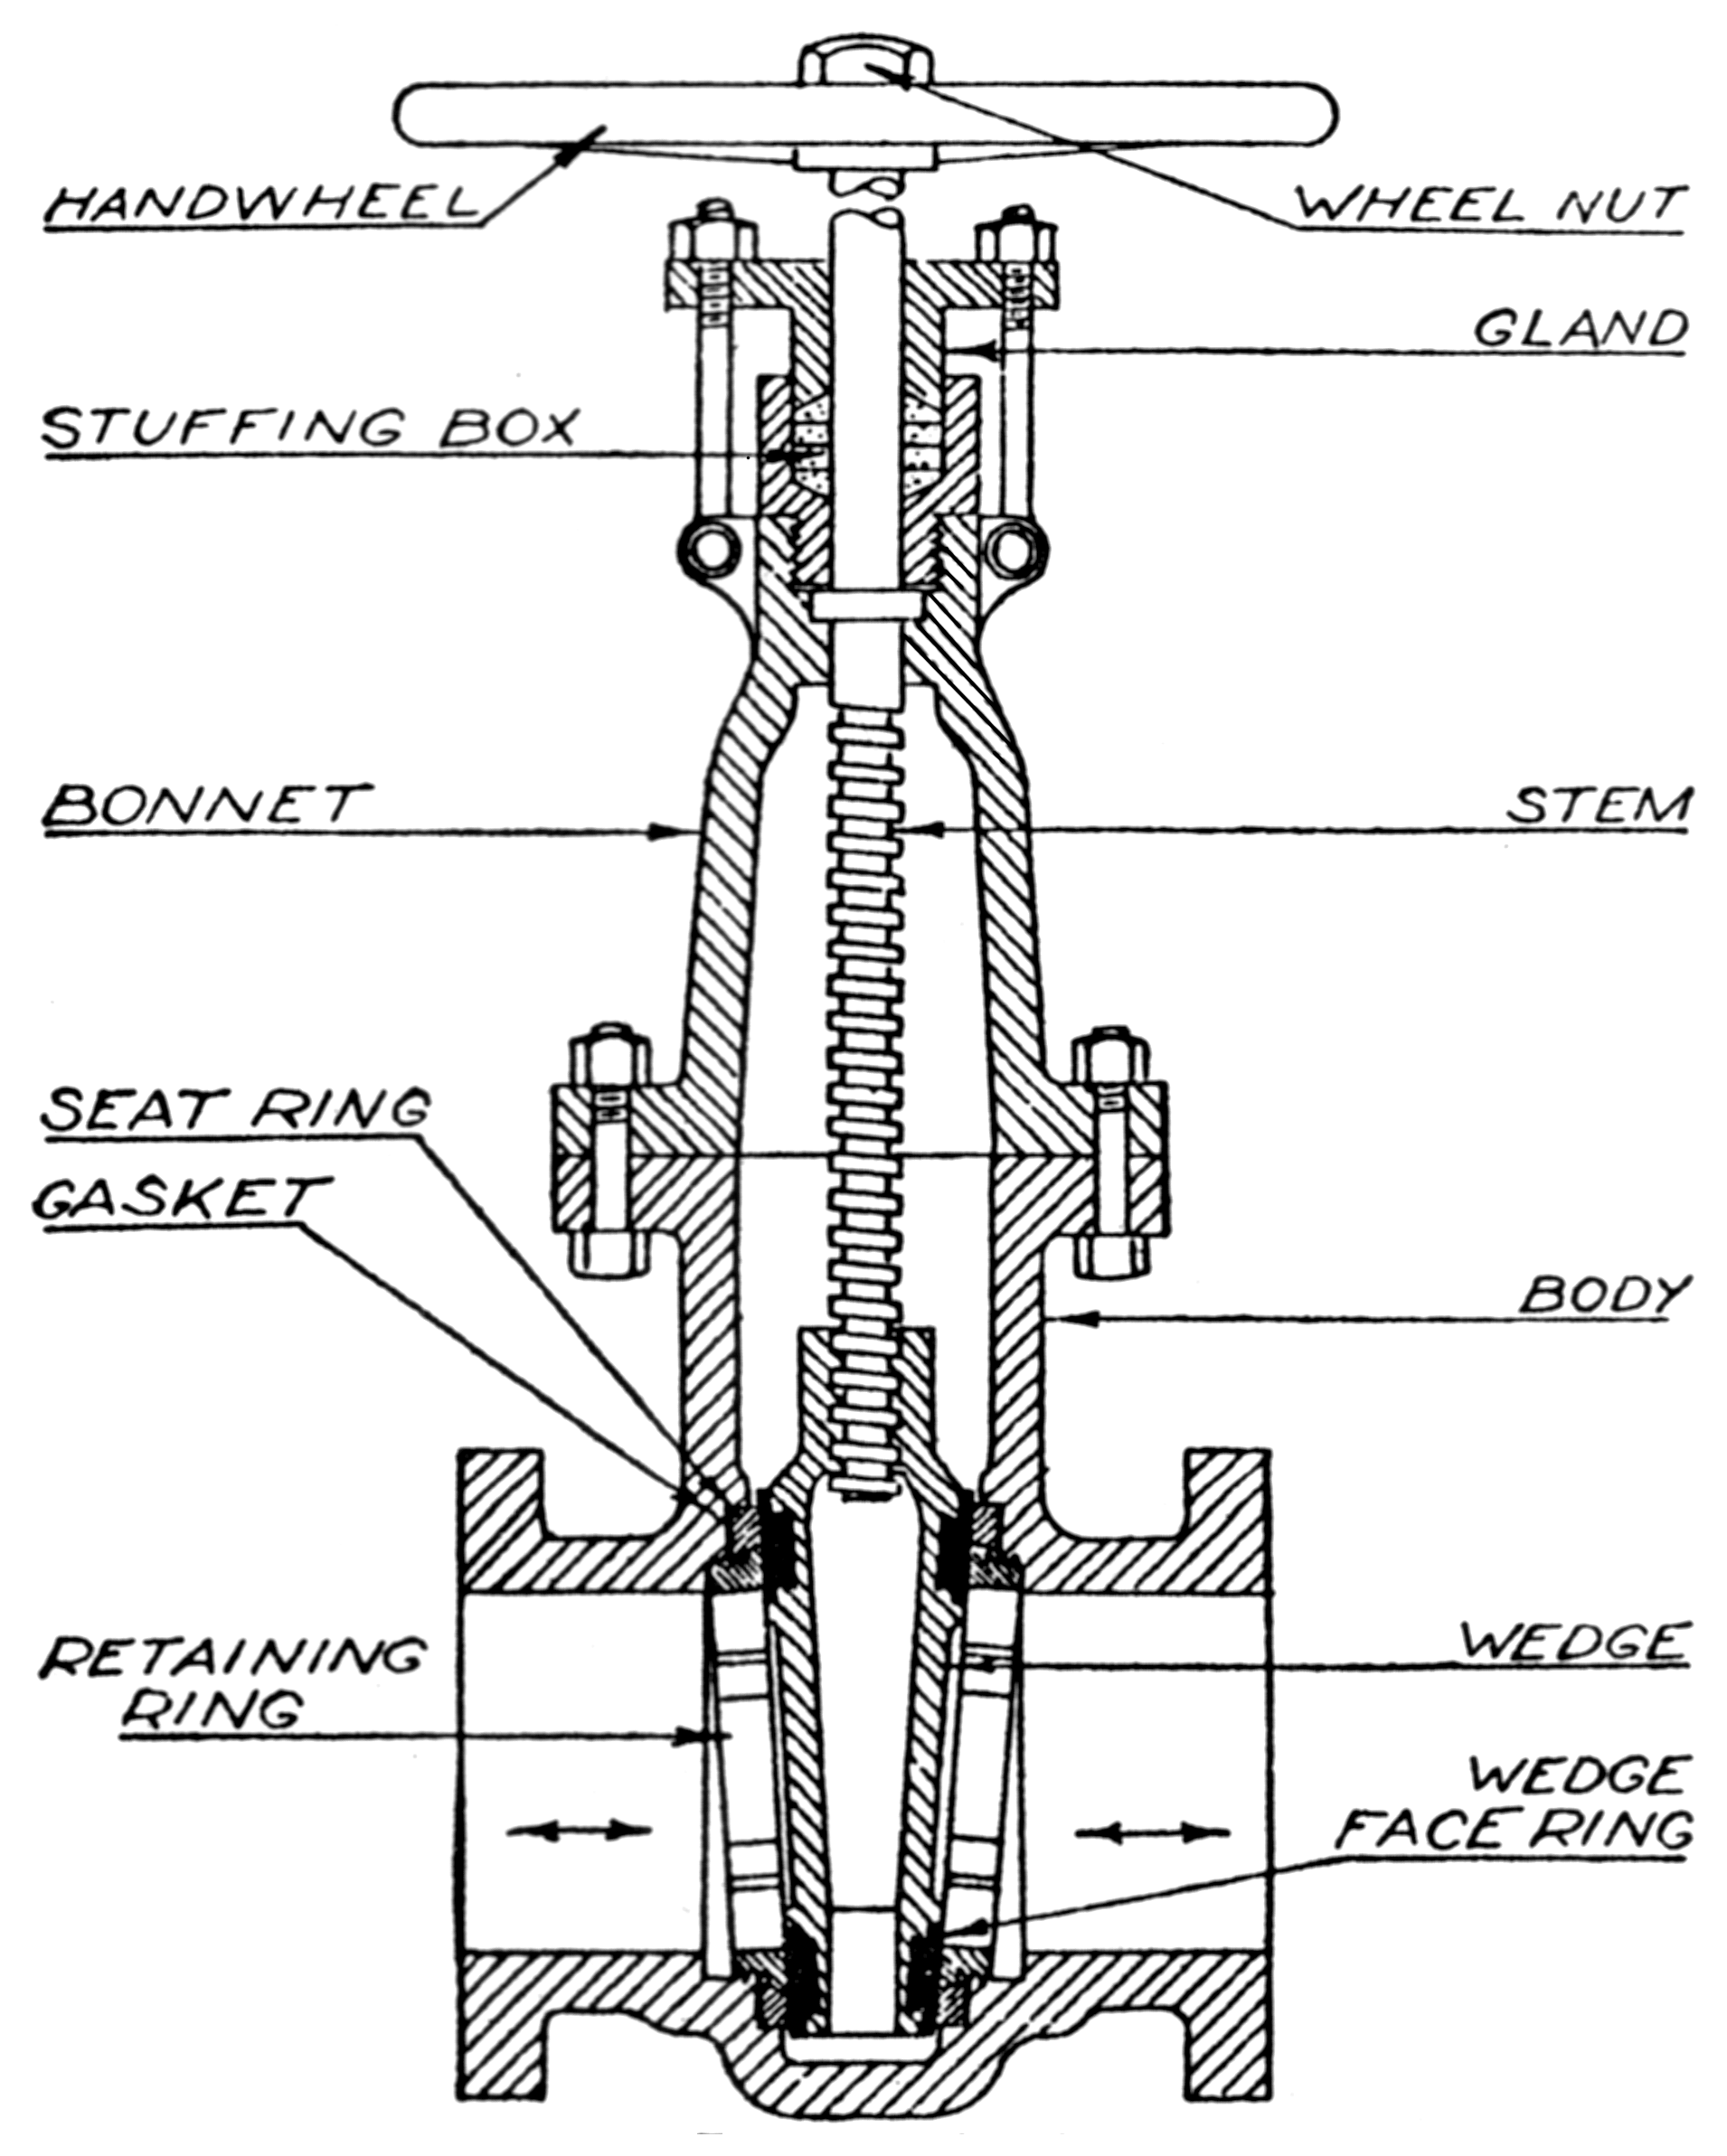 HANDWHEEL
WHEEL NUT
GLAND
STUFFING BOX
BONNET
STEM
SEAT RING
GASKET
BODY
RETAINING
RING
WEDGE
WEDGE
FACE RING